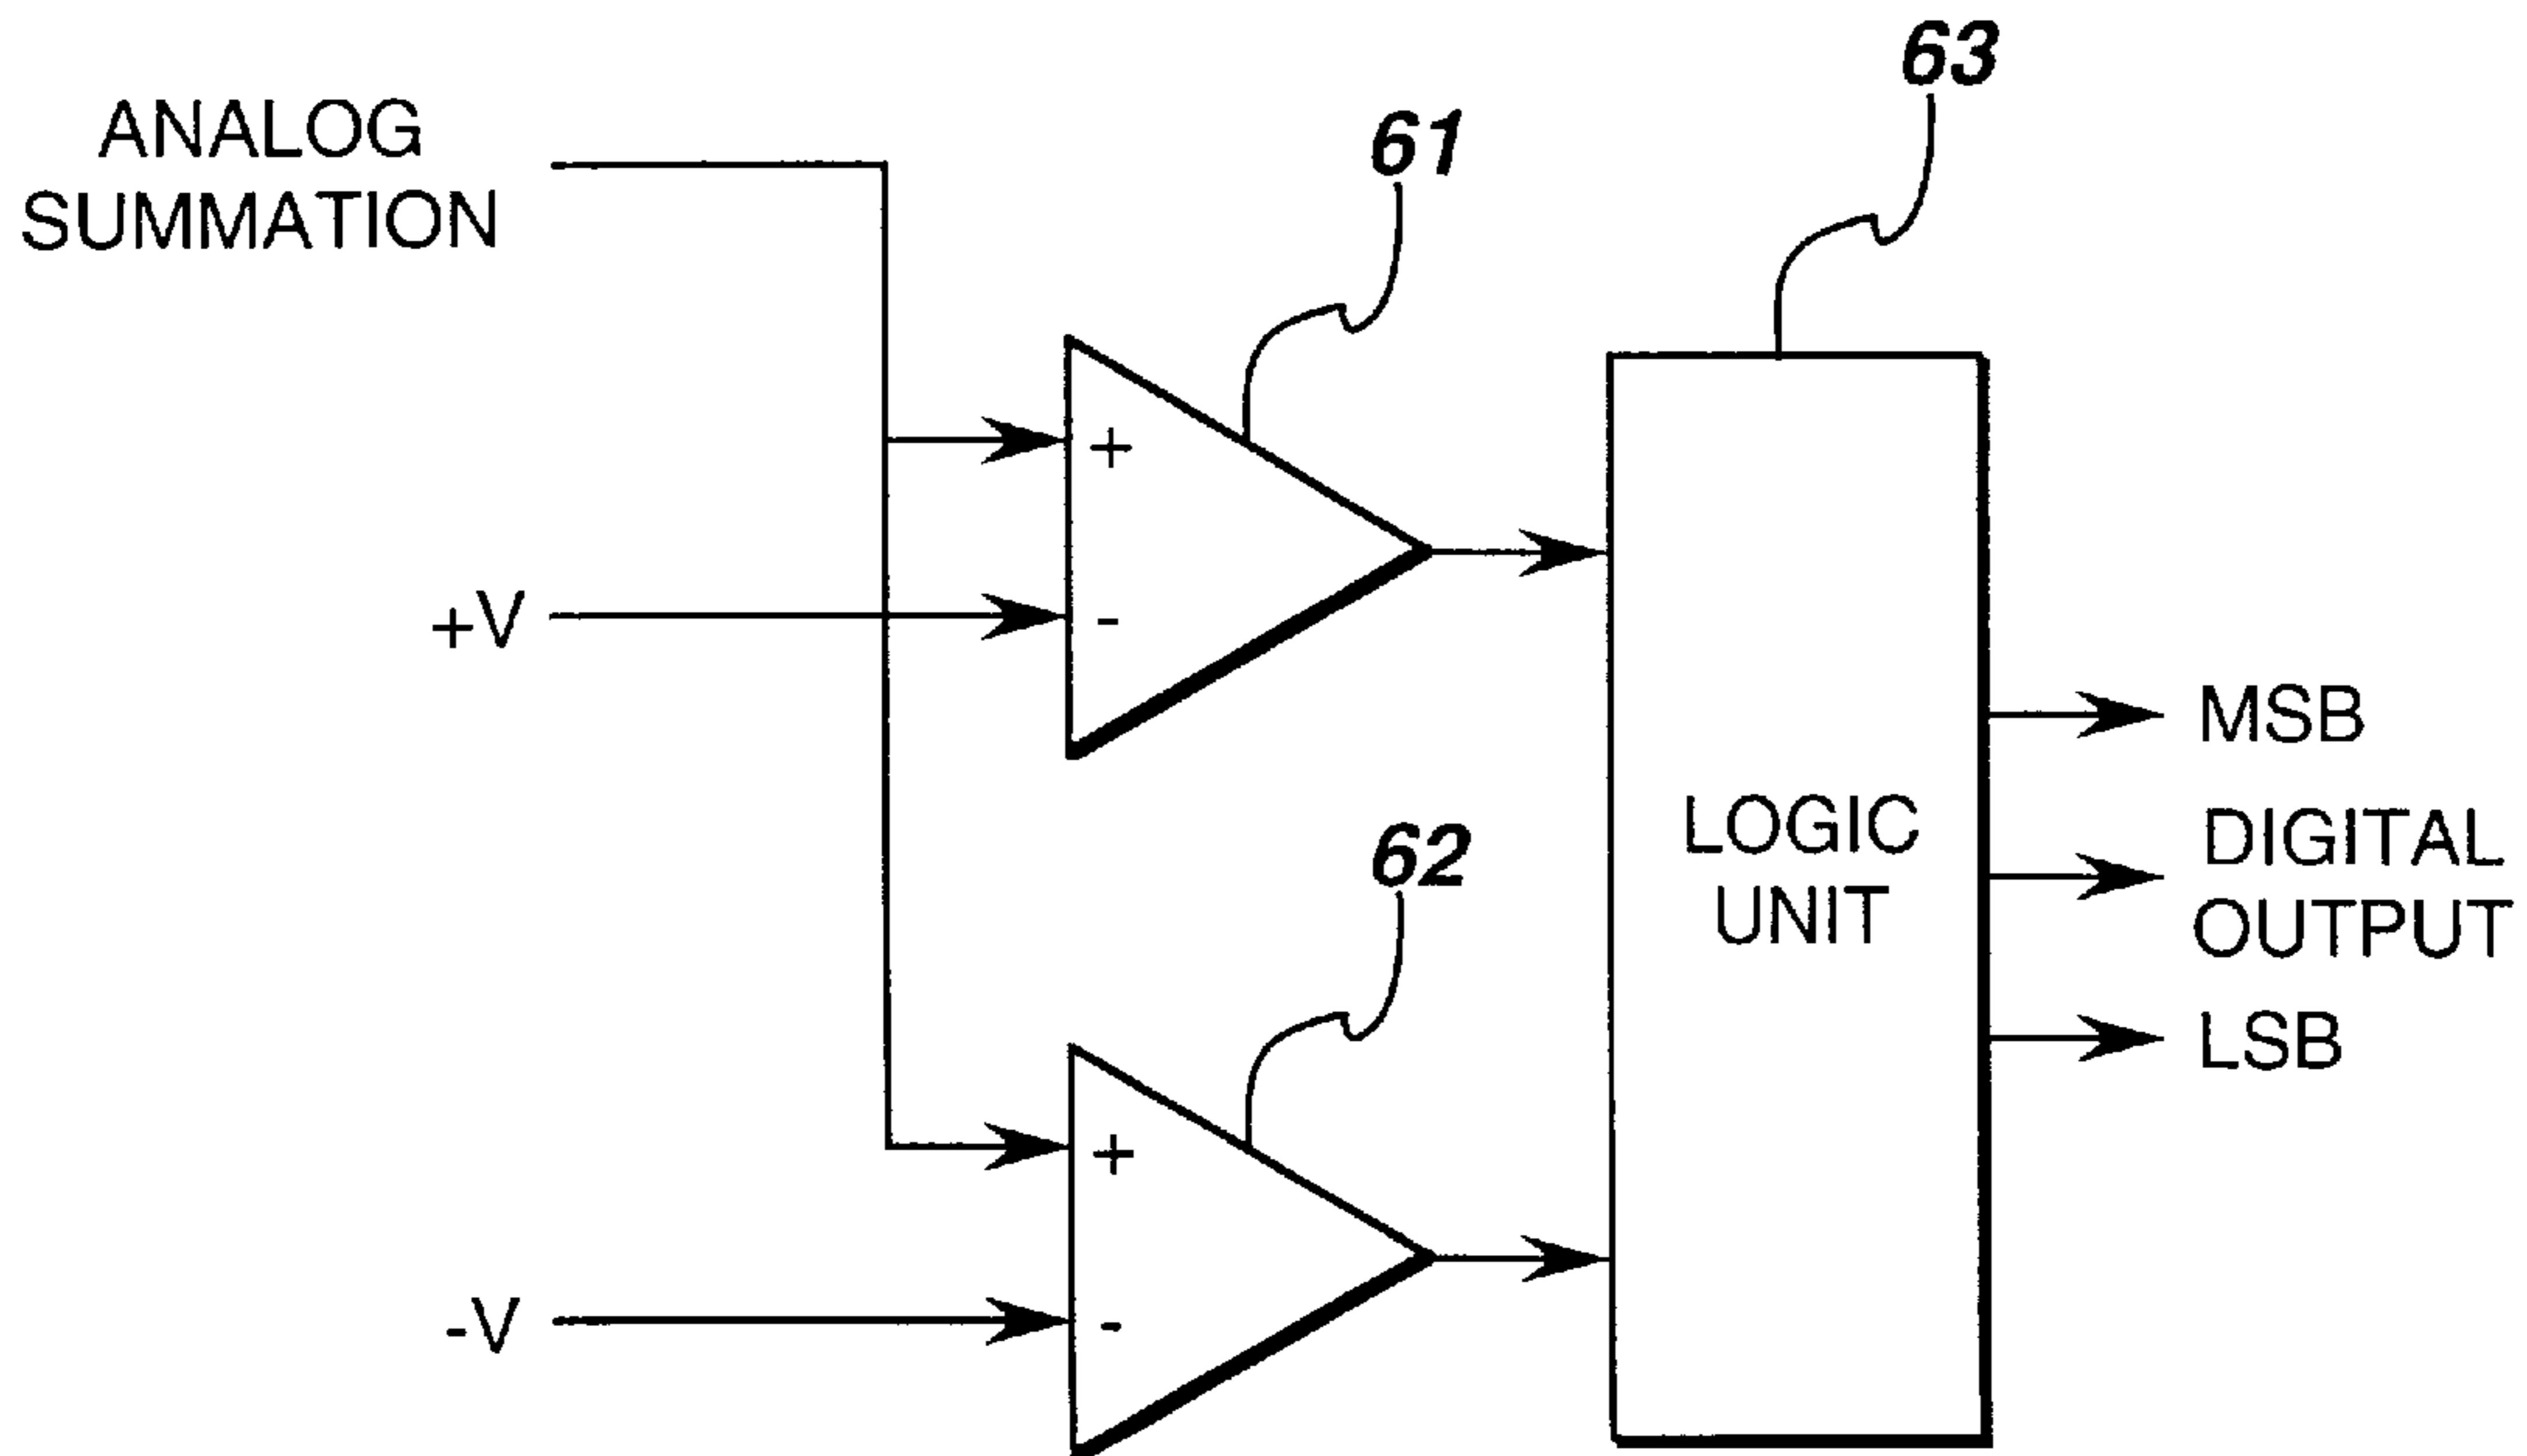 63
ANALOG
SUMMATION
61
+
+V
-
MSB
LOGIC
UNIT
DIGITAL
OUTPUT
62
LSB
+
-V
-